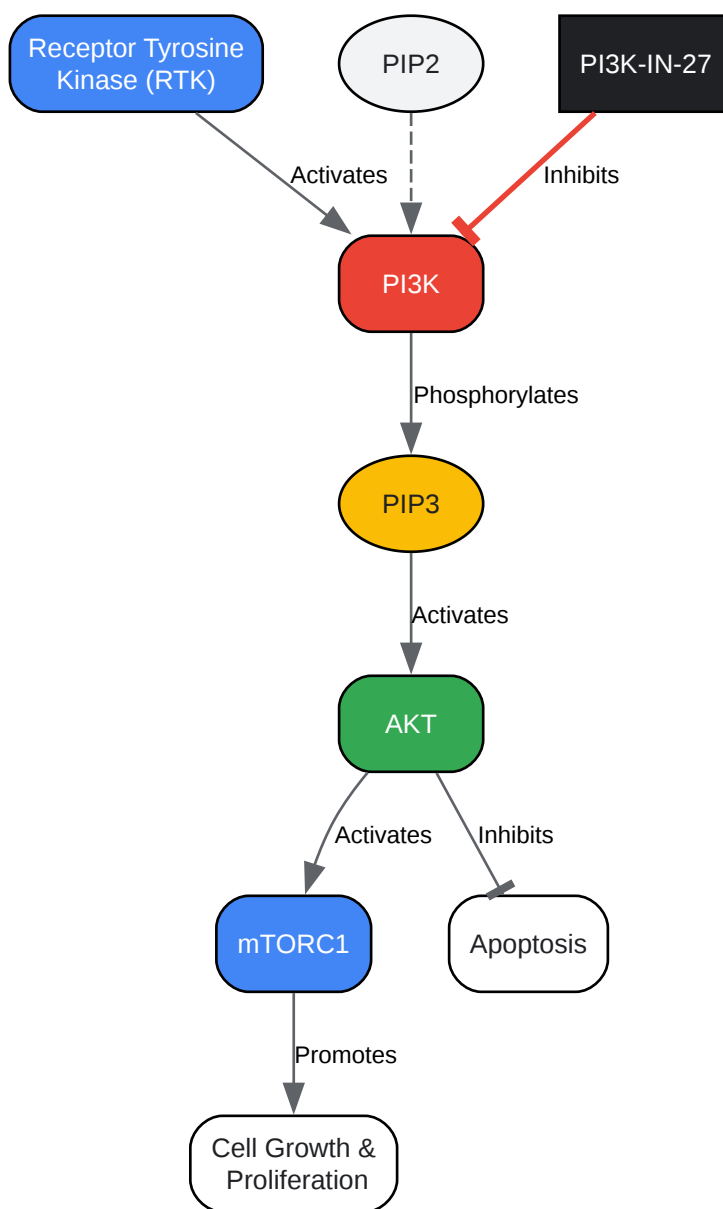 Receptor Tyrosine
Kinase (RTK)
PIP2
PI3K-IN-27
Activates
Inhibits
PI3K
Phosphorylates
PIP3
Activates
AKT
Activates
Inhibits
mTORC1
Apoptosis
Promotes
Cell Growth &
Proliferation